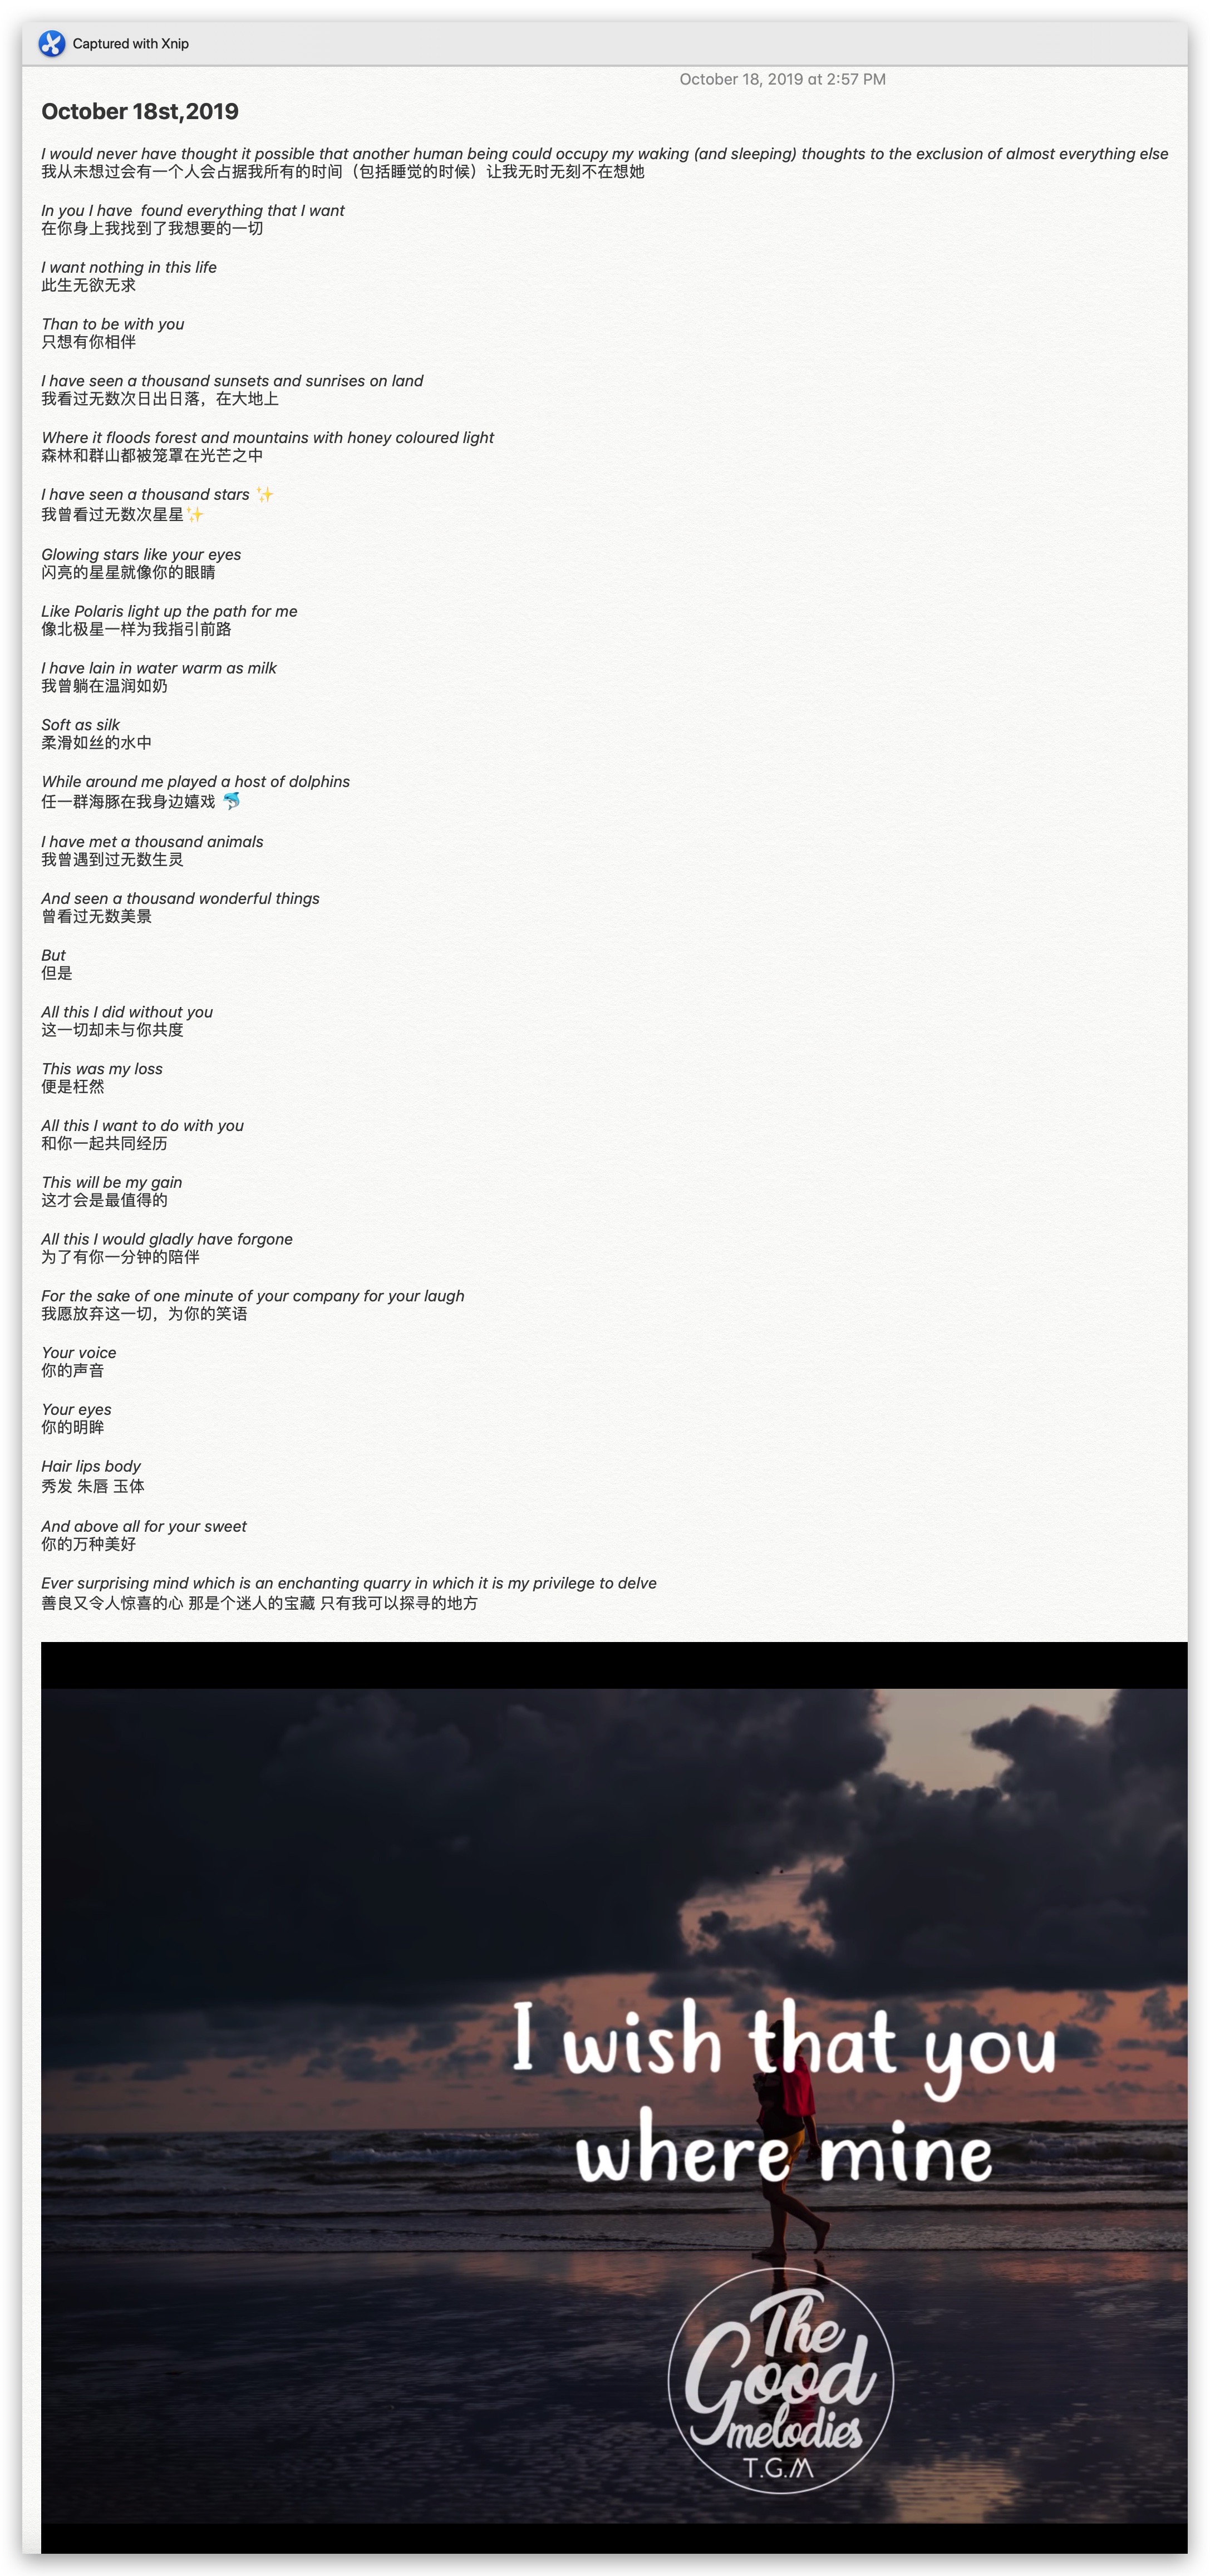 Captured with Xnip
October 18, 2019 at 2:57 PM
October 18st,2019
I would never have thought it possible that another human being could occupy my waking (and sleeping) thoughts to the exclusion of almost everything else
我从未想过会有一个人会占据我所有的时间（包括睡觉的时候）让我无时无刻不在想她
In you I have  found everything that I want
在你身上我找到了我想要的一切
I want nothing in this life
此生无欲无求
Than to be with you
只想有你相伴
I have seen a thousand sunsets and sunrises on land
我看过无数次日出日落，在大地上
Where it floods forest and mountains with honey coloured light
森林和群山都被笼罩在光芒之中
I have seen a thousand stars ✨
我曾看过无数次星星✨
Glowing stars like your eyes
闪亮的星星就像你的眼睛
Like Polaris light up the path for me
像北极星一样为我指引前路
I have lain in water warm as milk
我曾躺在温润如奶
Soft as silk
柔滑如丝的水中
While around me played a host of dolphins
任一群海豚在我身边嬉戏 🐬
I have met a thousand animals
我曾遇到过无数生灵
And seen a thousand wonderful things
曾看过无数美景
But
但是
All this I did without you
这一切却未与你共度
This was my loss
便是枉然
All this I want to do with you
和你一起共同经历
This will be my gain
这才会是最值得的
All this I would gladly have forgone
为了有你一分钟的陪伴
For the sake of one minute of your company for your laugh
我愿放弃这一切，为你的笑语
Your voice
你的声音
Your eyes
你的明眸
Hair lips body
秀发 朱唇 玉体
And above all for your sweet
你的万种美好
Ever surprising mind which is an enchanting quarry in which it is my privilege to delve
善良又令人惊喜的心 那是个迷人的宝藏 只有我可以探寻的地方
I wish that you
where mine
The
Good
melodies
T.G.M